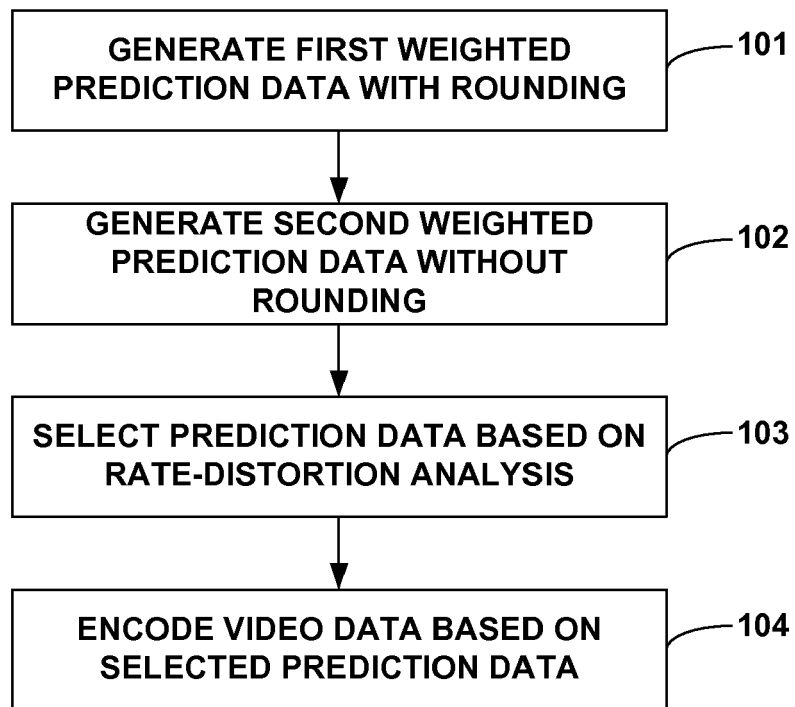 GENERATE FIRST WEIGHTED
PREDICTION DATA WITH ROUNDING
101
GENERATE SECOND WEIGHTED
PREDICTION DATA WITHOUT
ROUNDING
102
SELECT PREDICTION DATA BASED ON
RATE-DISTORTION ANALYSIS
103
ENCODE VIDEO DATA BASED ON
SELECTED PREDICTION DATA
104